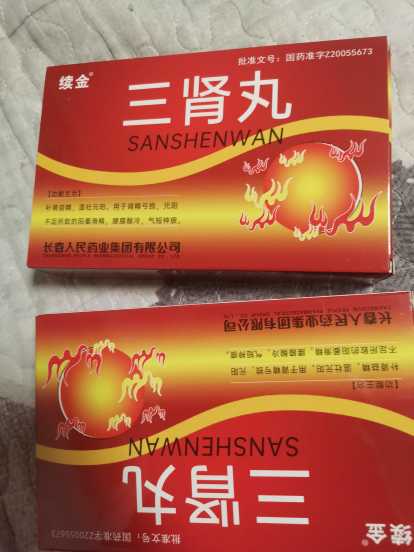 批准文号：国药准字Z20055673
续金®
三肾丸
SANSHENWAN
【功能主治】
补肾益精，温壮元阳。用于肾精亏损，元阳
不足所致的阳萎滑精，腰膝酸冷，气短神疲。
长春人民药业集团有限公司
长春人民药业集团有限公司
不足所致的阳萎滑精，腰膝酸冷，气短神疲。
补肾益精，温壮元阳。用于肾精亏损，元阳
【功能主治】
SANSHENWAN
三肾丸
续金®
批准文号：国药准字Z20055673